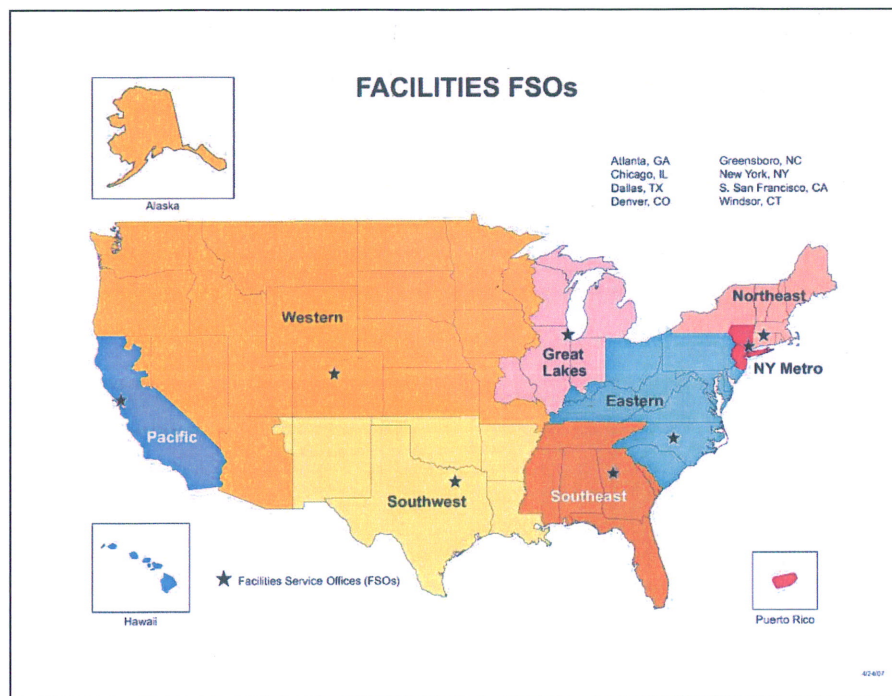 FACILITIES FSOs
Alaska
Atlanta, GA
Chicago, IL
Dallas, TX
Denver, CO
Greensboro, NC
New York, NY
S. San Francisco, CA
Windsor, CT
Northeast
Western
Great
Lakes
NY Metro
Eastern
Pacific
Southwest
Southeast
Facilities Service Offices (FSOs)
Hawaii
Puerto Rico
4/24/07